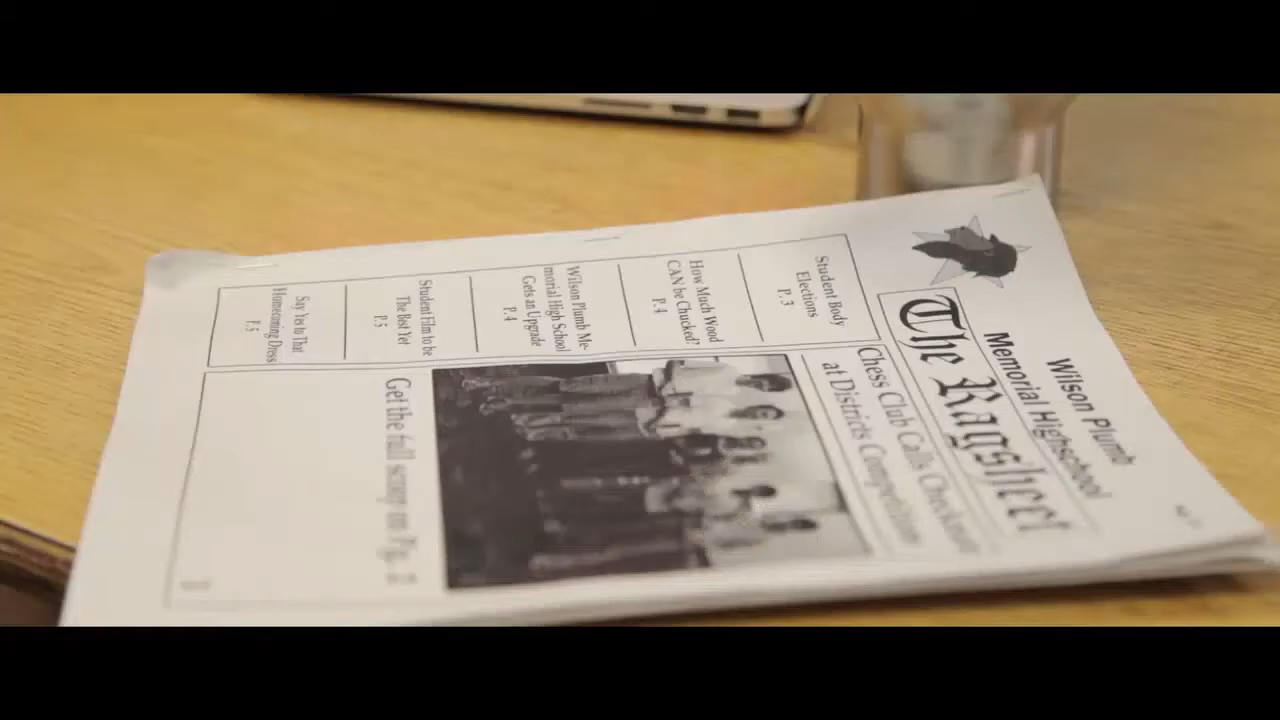 Wilson Plumb
Memorial Highschool
The Ragsheet
Chess Club Calls Checkmate
at Districts Competition
Student Body
Elections
P. 3
How Much Wood
CAN be Chucked?
P. 4
Wilson Plumb Me-
morial High School
Gets an Upgrade
P. 4
Student Film to be
The Best Yet
P. 5
Say Yes to That
Homecoming Dress
P. 5
Get the full scoop on Pg. 2